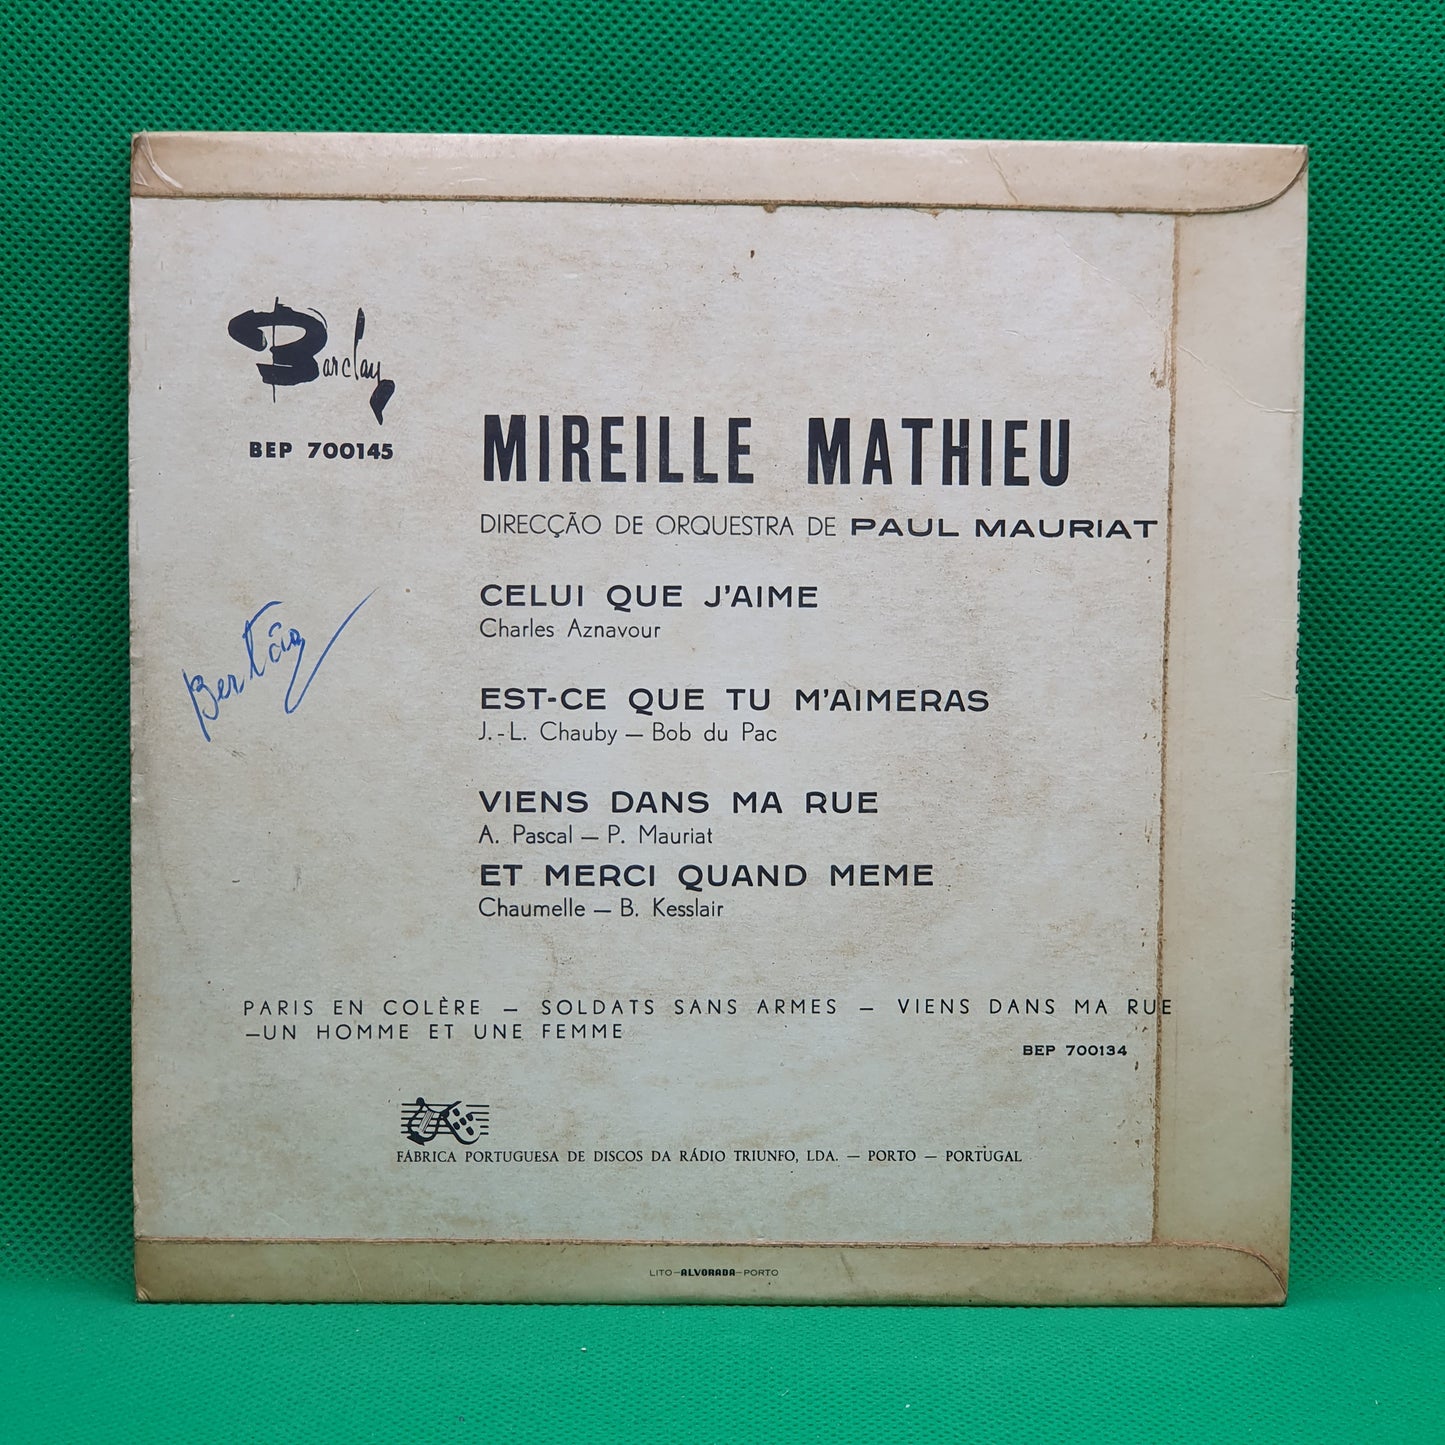 Barclay
BEP 700145
MIREILLE MATHIEU
DIRECÇÃO DE ORQUESTRA DE PAUL MAURIAT
CELUI QUE J'AIME
Charles Aznavour
EST-CE QUE TU M'AIMERAS
J.-L. Chauby — Bob du Pac
VIENS DANS MA RUE
A. Pascal — P. Mauriat
ET MERCI QUAND MEME
Chaumelle — B. Kesslair
PARIS EN COLÈRE — SOLDATS SANS ARMES — VIENS DANS MA RUE
—UN HOMME ET UNE FEMME
BEP 700134
FÁBRICA PORTUGUESA DE DISCOS DA RÁDIO TRIUNFO, LDA. — PORTO — PORTUGAL
LITO—ALVORADA—PORTO
MIREILLE MATHIEU